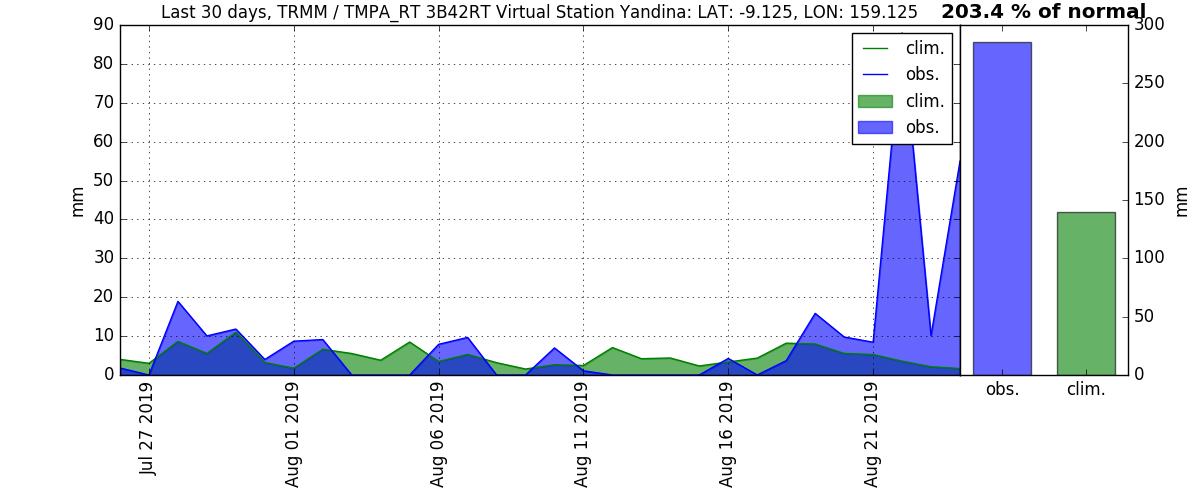 Last 30 days, TRMM / TMPA_RT 3B42RT Virtual Station Yandina: LAT: -9.125, LON: 159.125
203.4 % of normal
90
80
70
60
50
40
30
20
10
0
mm
clim.
obs.
clim.
obs.
Jul 27 2019
Aug 01 2019
Aug 06 2019
Aug 11 2019
Aug 16 2019
Aug 21 2019
300
250
200
150
100
50
0
mm
obs.
clim.